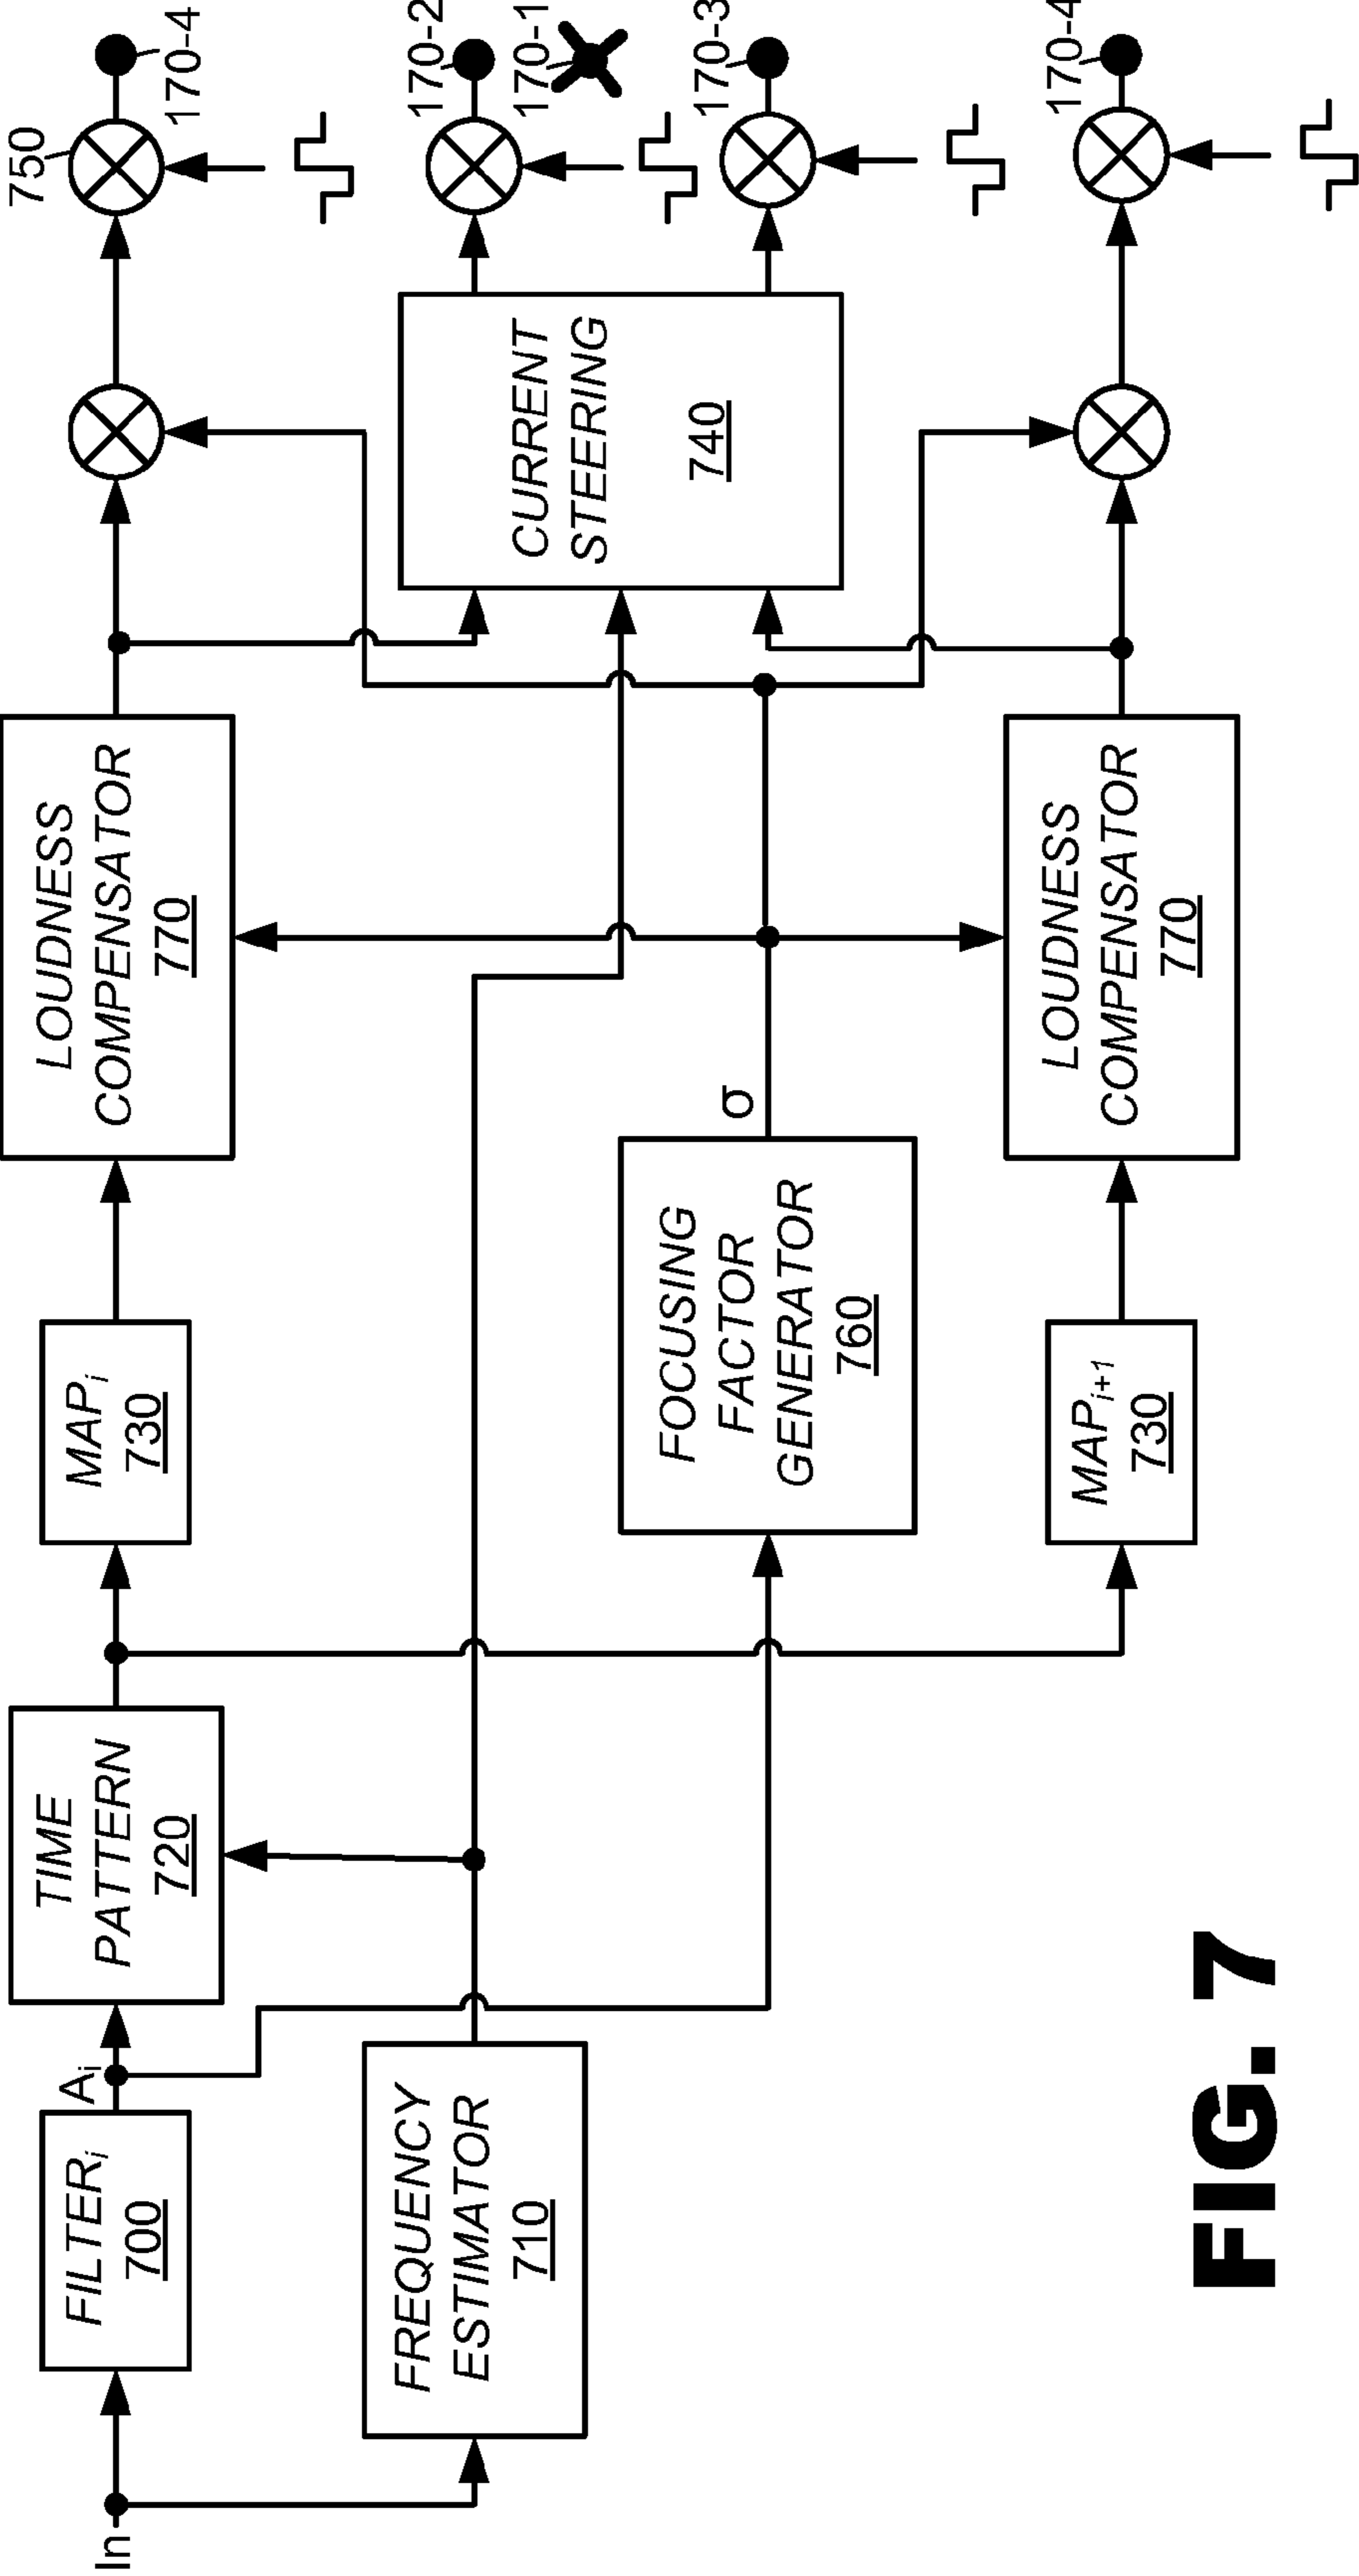 In
FILTERi
700
Ai
TIME
PATTERN
720
MAPi
730
LOUDNESS
COMPENSATOR
770
750
170-4
FREQUENCY
ESTIMATOR
710
CURRENT
STEERING
740
170-2
170-1
170-3
FOCUSING
FACTOR
GENERATOR
760
σ
MAPi+1
730
LOUDNESS
COMPENSATOR
770
170-4
FIG. 7